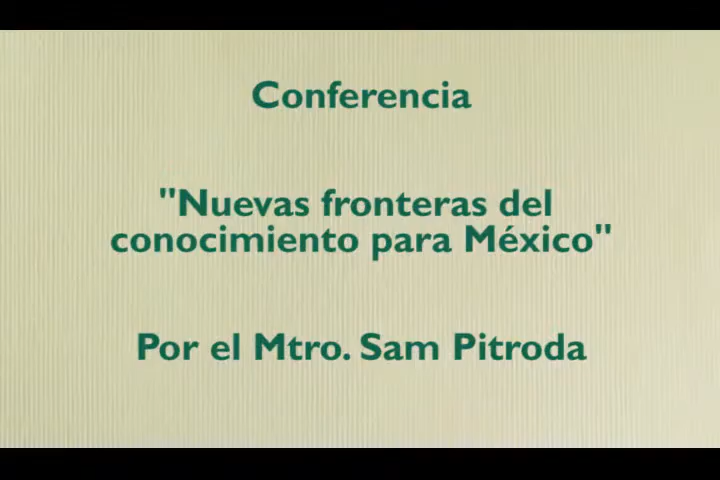 Conferencia
"Nuevas fronteras del
conocimiento para México"
Por el Mtro. Sam Pitroda